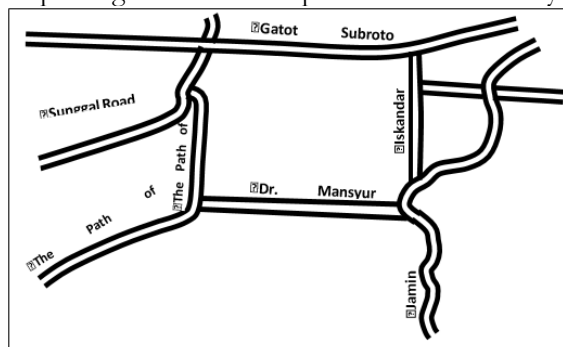 Gatot Subroto
Sunggal Road
The Path of
Iskandar
Dr. Mansyur
The Path of
Jamin